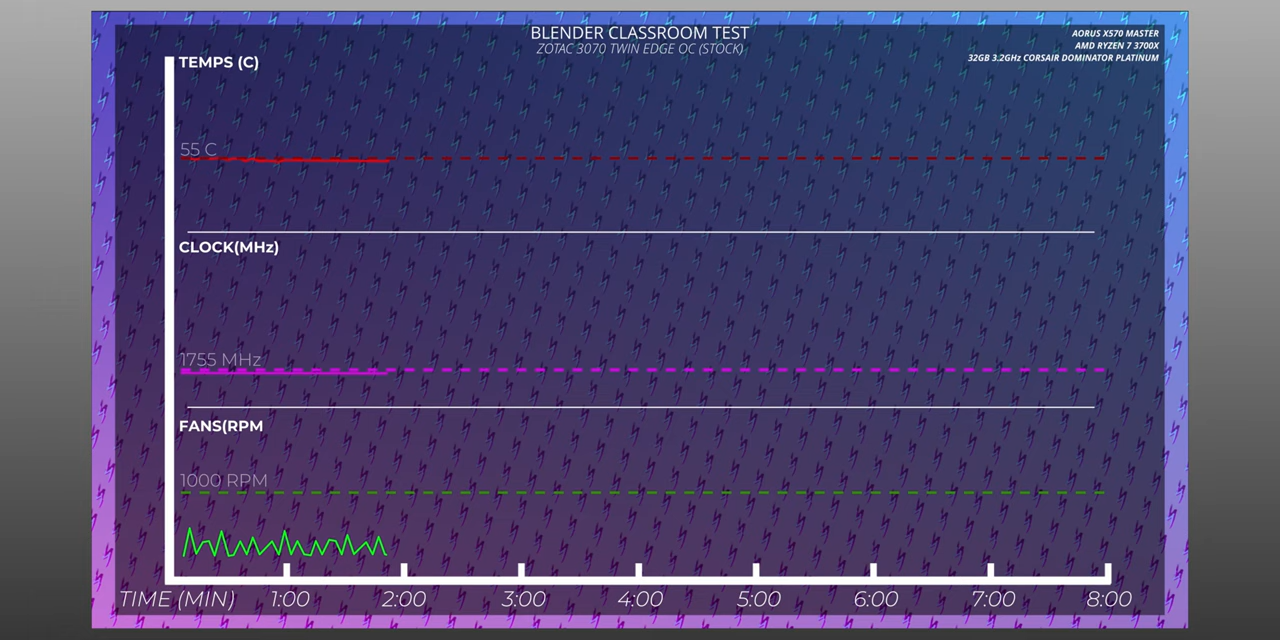 BLENDER CLASSROOM TEST
ZOTAC 3070 TWIN EDGE OC (STOCK)
AORUS X570 MASTER
AMD RYZEN 7 3700X
32GB 3.2GHz CORSAIR DOMINATOR PLATINUM
TEMPS (C)
55 C
CLOCK(MHz)
1755 MHz
FANS(RPM
1000 RPM
TIME (MIN) 1:00 2:00 3:00 4:00 5:00 6:00 7:00 8:00